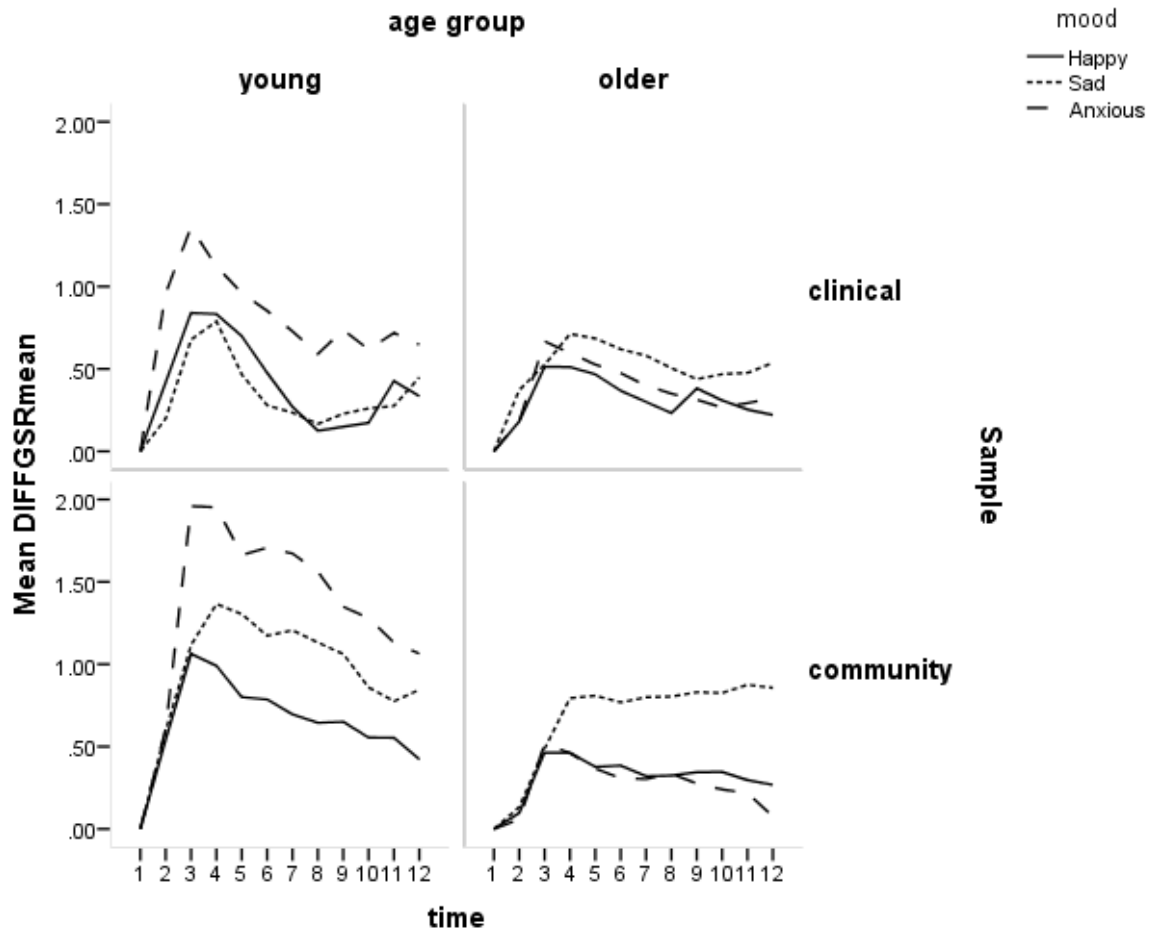 age group
mood
Happy
Sad
Anxious
young
older
2.00
1.50
1.00
.50
.00
clinical
Mean DIFFGSRmean
Sample
2.00
1.50
1.00
.50
.00
community
1 2 3 4 5 6 7 8 9 10 11 12
1 2 3 4 5 6 7 8 9 10 11 12
time